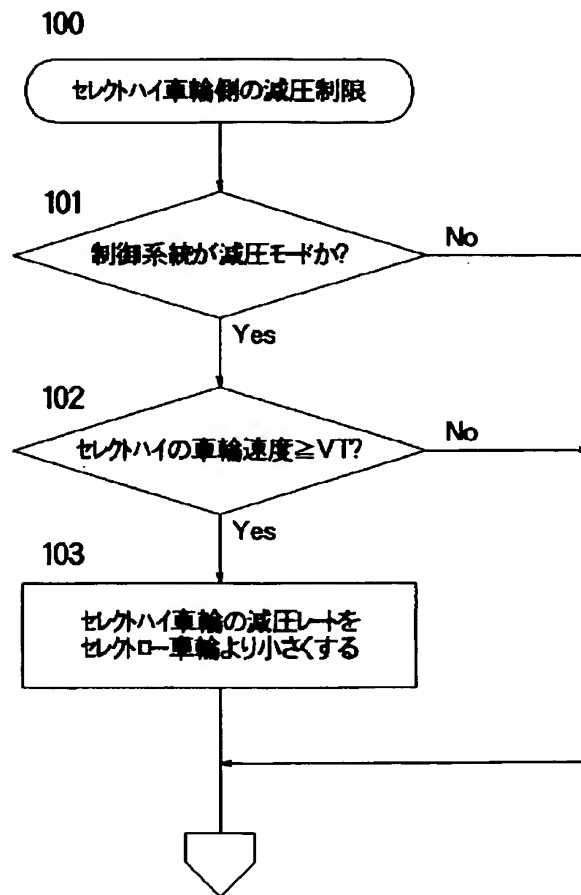 100
セレクトハイ車輪側の減圧制限
101
制御系統が減圧モードか?
No
Yes
102
セレクトハイの車輪速度≧VT?
No
Yes
103
セレクトハイ車輪の減圧レートを
セレクトロー車輪より小さくする